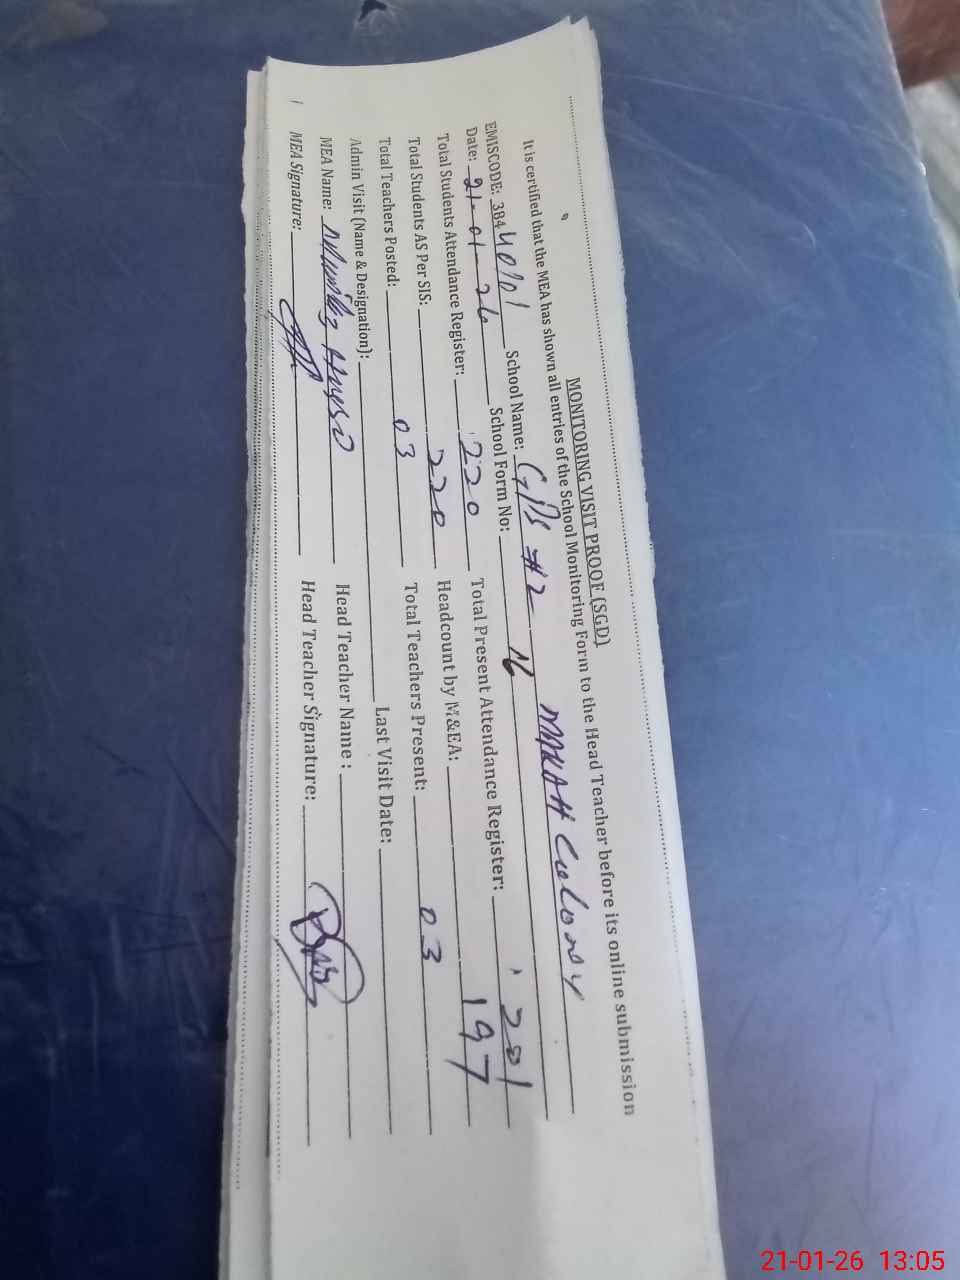 MONITORING VISIT PROOF (SGD)
It is certified that the MEA has shown all entries of the School Monitoring Form to the Head Teacher before its online submission
EMISCODE: 384 School Name: GPS #2 Colony
Date: 21-01-26 School Form No: 16
Total Students Attendance Register: 220 Total Present Attendance Register: 201
Total Students AS Per SIS: 220 Headcount by M&EA: 197
Total Teachers Posted: 03 Total Teachers Present: 03
Admin Visit (Name & Designation): Last Visit Date:
MEA Name: Head Teacher Name :
MEA Signature: Head Teacher Signature:
21-01-26 13:05